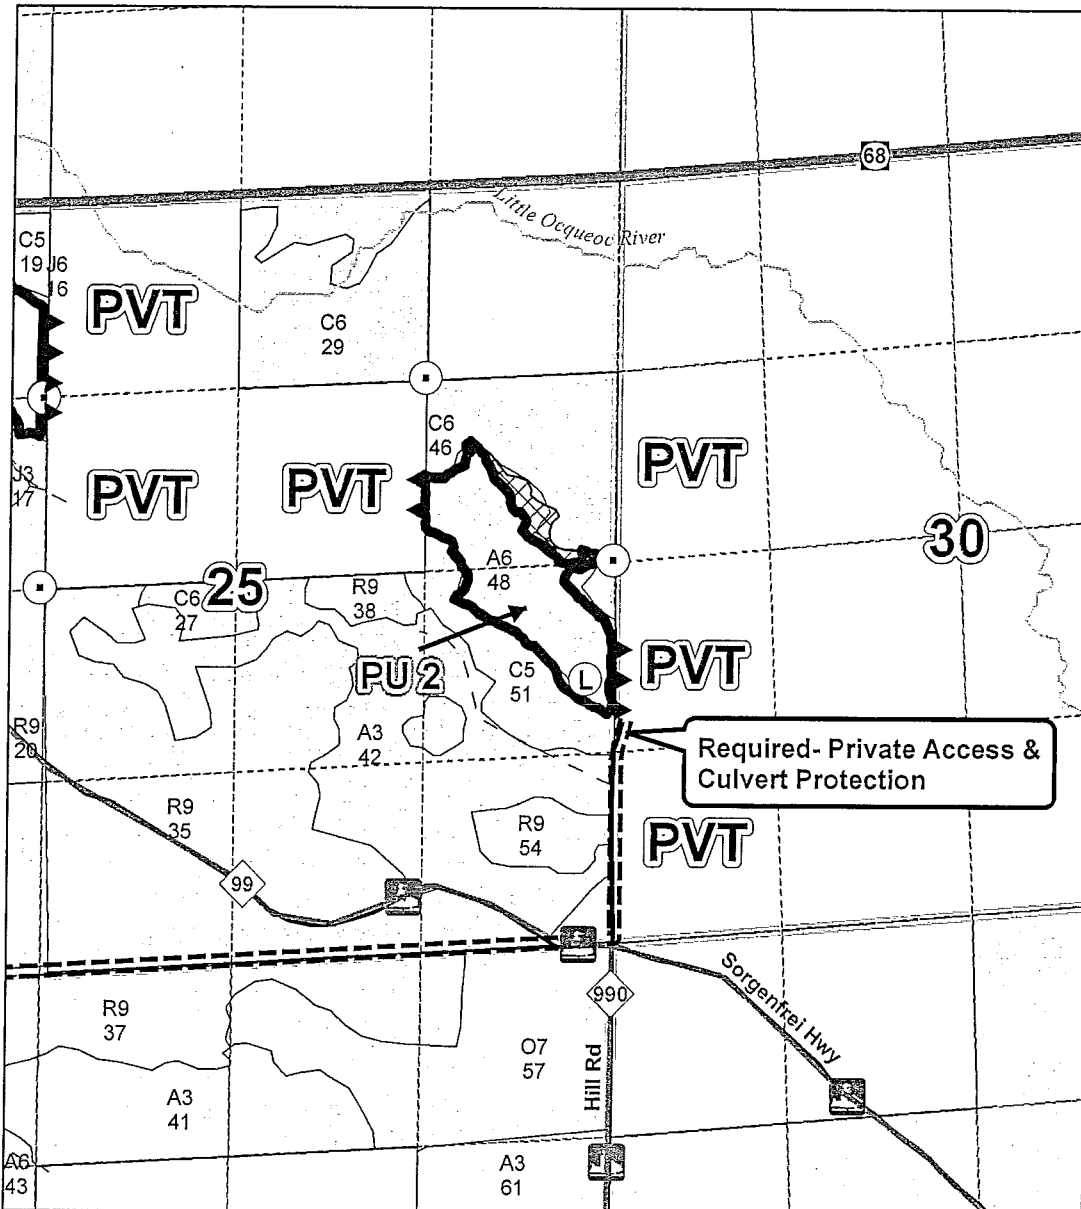 68
Little Ocqueoc River
C5
19
J6
16
PVT
C6
29
C6
46
PVT
J3
17
PVT
PVT
30
A6
48
25
C6
27
R9
38
PVT
PU 2
C5
51
L
R9
20
A3
42
Required- Private Access &
Culvert Protection
R9
35
R9
54
PVT
99
990
Sorgenfrei Hwy
R9
37
O7
57
Hill Rd
A3
41
A6
43
A3
61